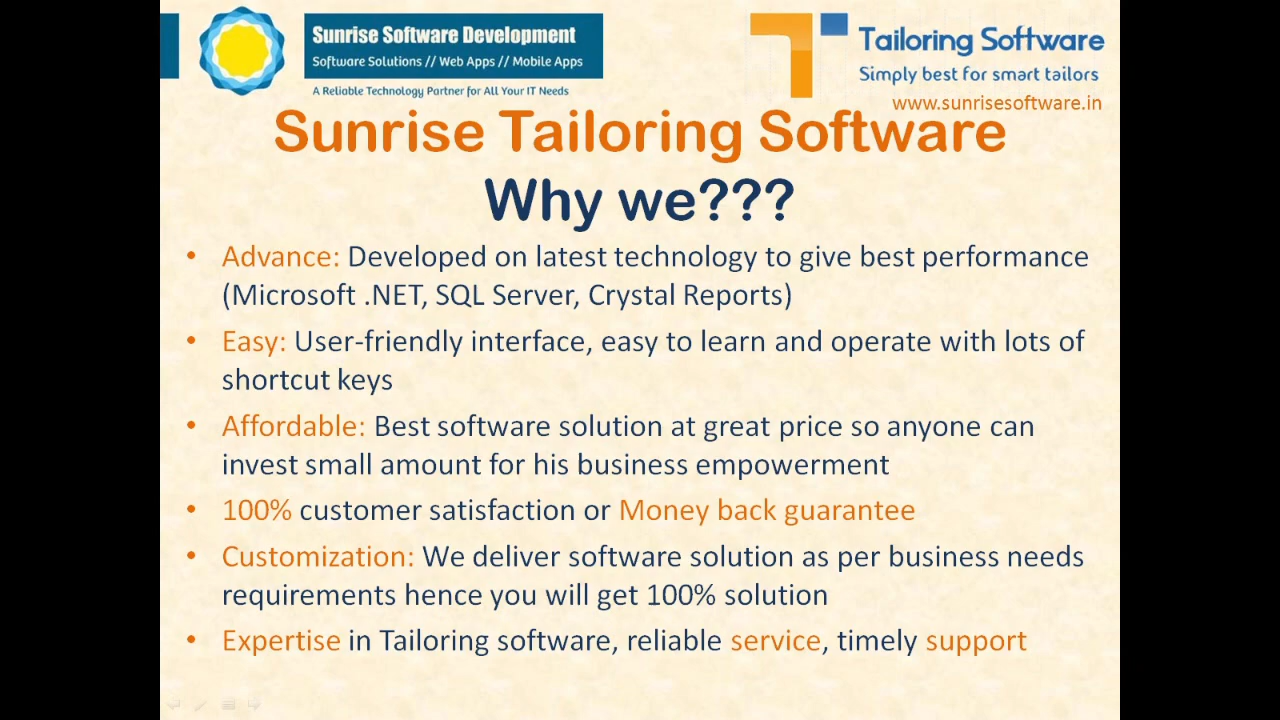 Sunrise Software Development
Software Solutions // Web Apps // Mobile Apps
A Reliable Technology Partner for All Your IT Needs
Tailoring Software
Simply best for smart tailors
www.sunrisesoftware.in
Sunrise Tailoring Software
Why we???
• Advance: Developed on latest technology to give best performance
(Microsoft .NET, SQL Server, Crystal Reports)
• Easy: User-friendly interface, easy to learn and operate with lots of
shortcut keys
• Affordable: Best software solution at great price so anyone can
invest small amount for his business empowerment
• 100% customer satisfaction or Money back guarantee
• Customization: We deliver software solution as per business needs
requirements hence you will get 100% solution
• Expertise in Tailoring software, reliable service, timely support